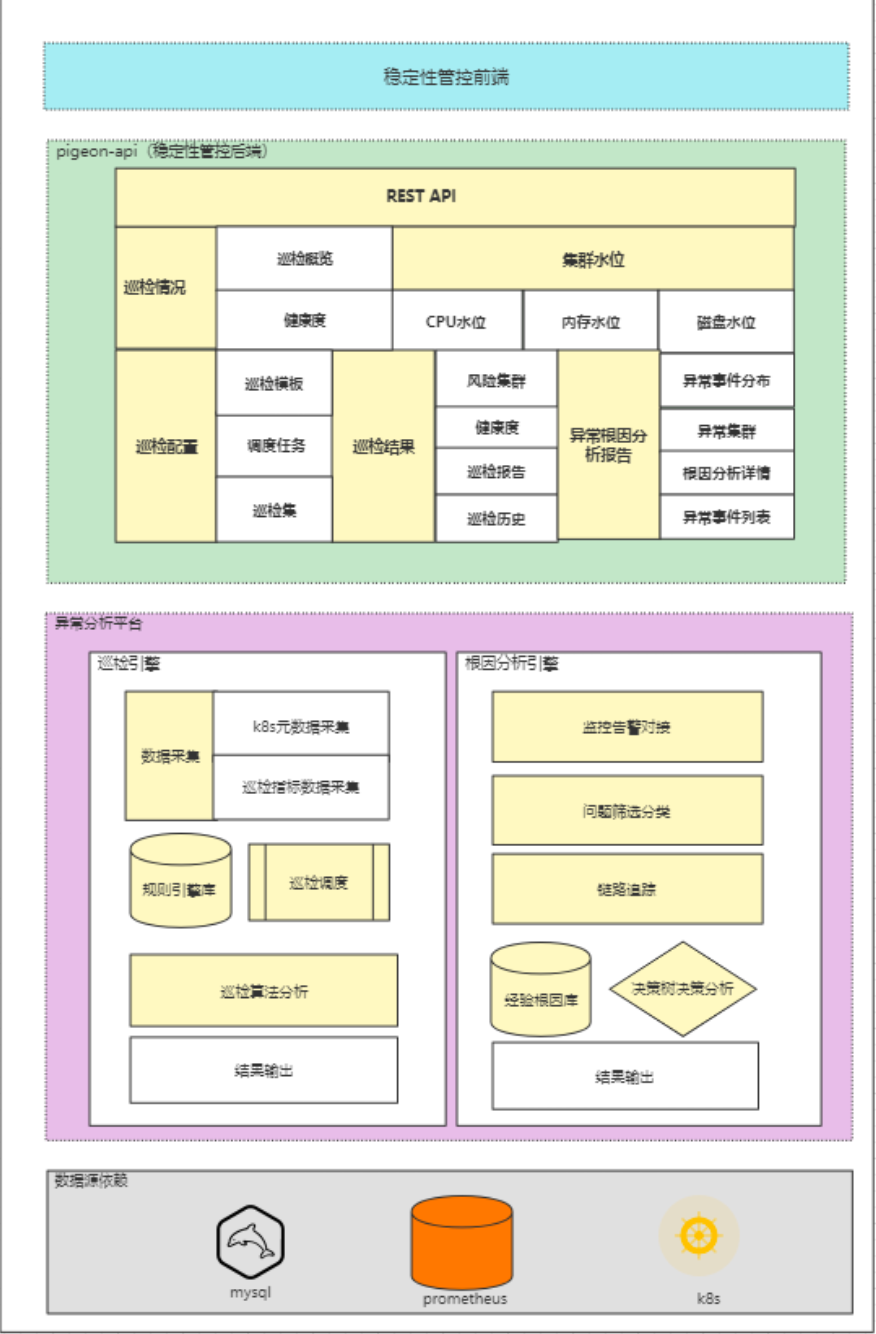 稳定性管控前端
pigeon-api（稳定性管控后端）
REST API
巡检情况
巡检概览
集群水位
健康度
CPU水位
内存水位
磁盘水位
巡检配置
巡检模板
调度任务
巡检集
巡检结果
风险集群
健康度
巡检报告
巡检历史
异常根因分
析报告
异常事件分布
异常集群
根因分析详情
异常事件列表
异常分析平台
巡检引擎
数据采集
k8s元数据采集
巡检指标数据采集
规则引擎库
巡检调度
巡检算法分析
结果输出
根因分析引擎
监控告警对接
问题筛选分类
链路追踪
经验根因库
决策树决策分析
结果输出
数据源依赖
mysql
prometheus
k8s